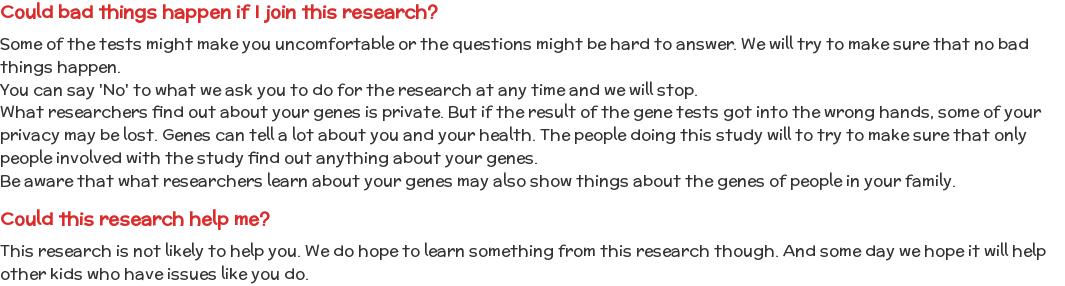 Could bad things happen if I join this research?
Some of the tests might make you uncomfortable or the questions might be hard to answer. We will try to make sure that no bad
things happen.
You can say 'No' to what we ask you to do for the research at any time and we will stop.
What researchers find out about your genes is private. But if the result of the gene tests got into the wrong hands, some of your
privacy may be lost. Genes can tell a lot about you and your health. The people doing this study will to try to make sure that only
people involved with the study find out anything about your genes.
Be aware that what researchers learn about your genes may also show things about the genes of people in your family.
Could this research help me?
This research is not likely to help you. We do hope to learn something from this research though. And some day we hope it will help
other kids who have issues like you do.